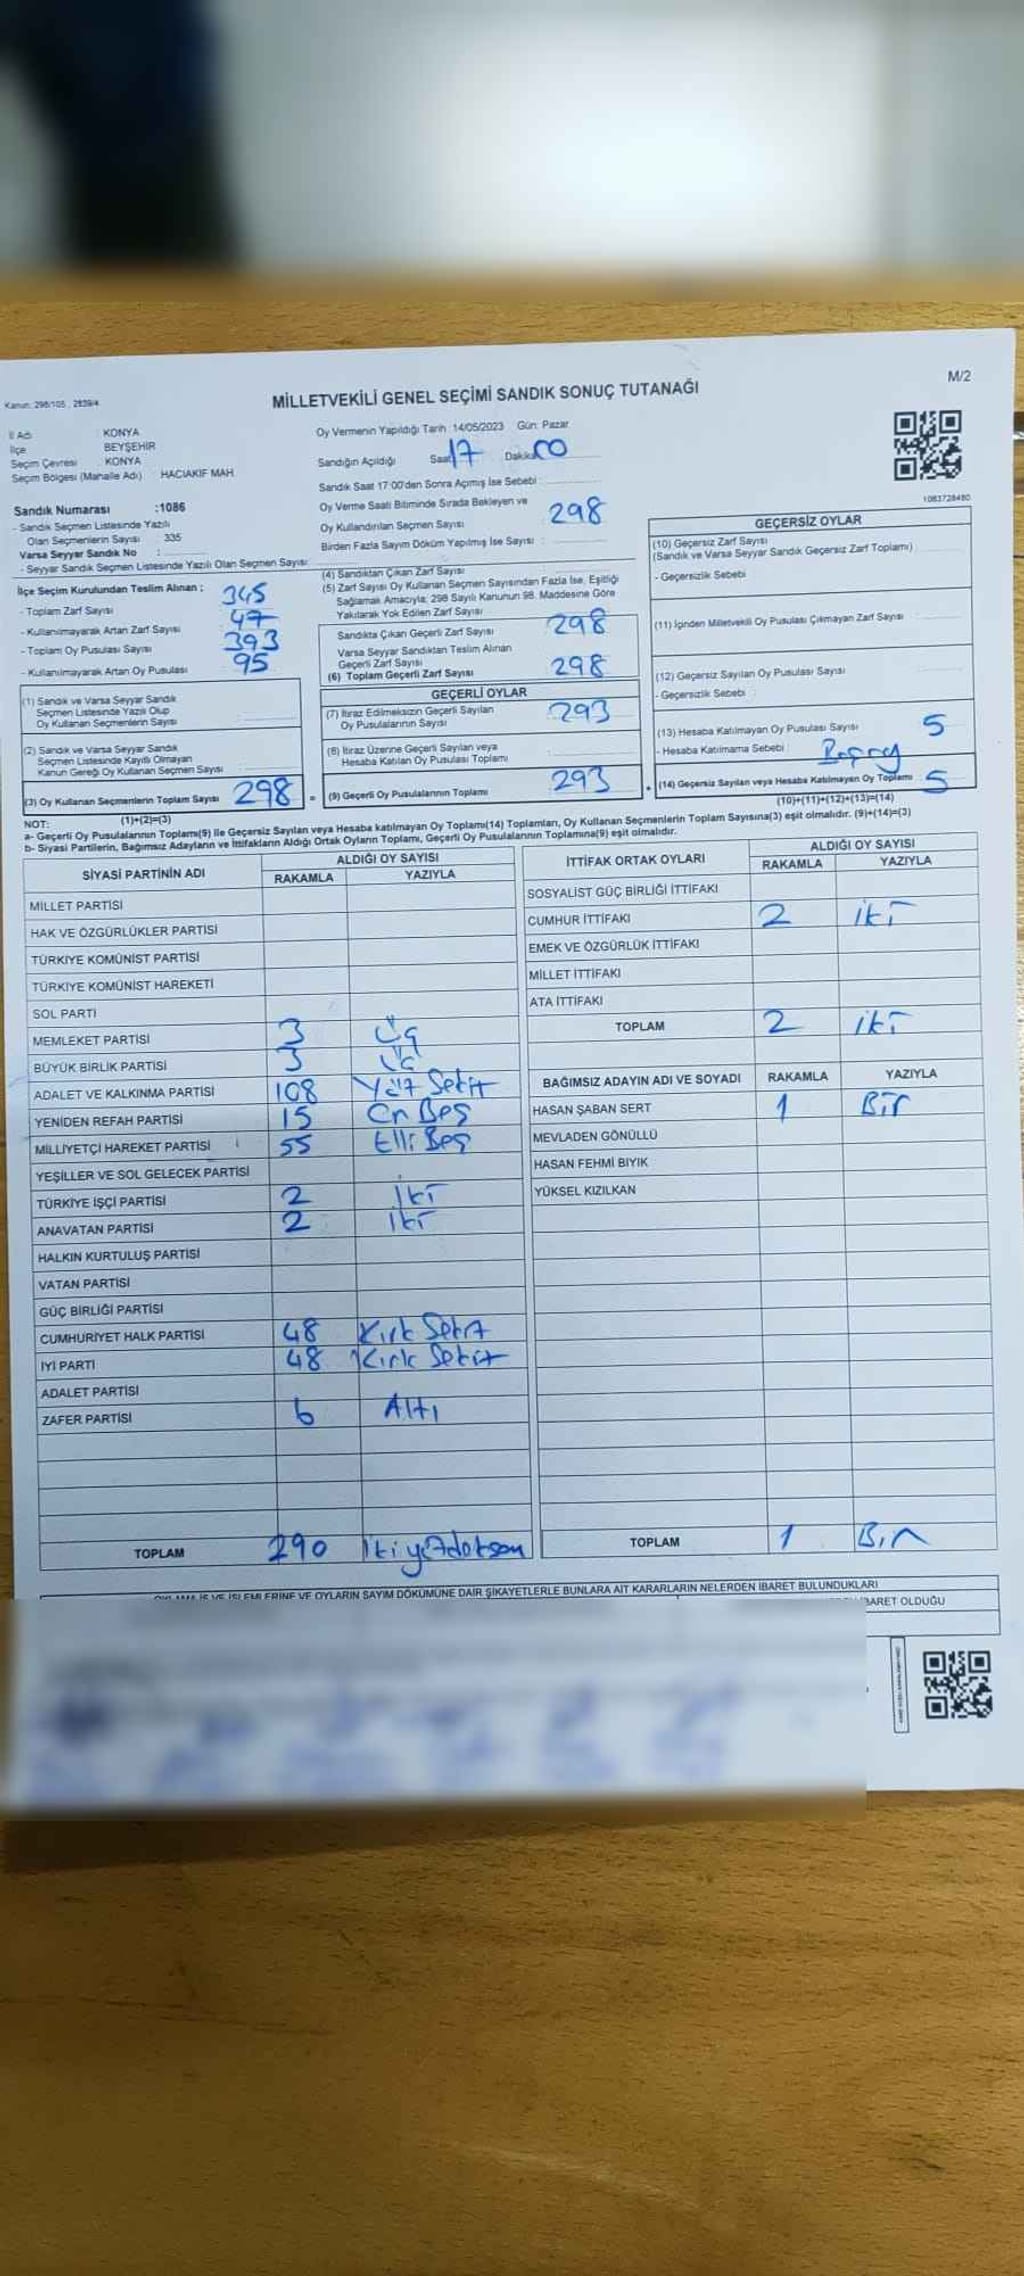 Kanun: 298/105 , 2839/4
MİLLETVEKİLİ GENEL SEÇİMİ SANDIK SONUÇ TUTANAĞI
M/2
İl Adı KONYA
İlçe BEYŞEHİR
Seçim Çevresi KONYA
Seçim Bölgesi (Mahalle Adı) HACIAKİF MAH.
Oy Vermenin Yapıldığı Tarih :14/05/2023 Gün: Pazar
Sandığın Açıldığı Saat 17 Dakika 00
Sandık Saat 17:00'den Sonra Açımış İse Sebebi :
1083728480
Sandık Numarası :1086
- Sandık Seçmen Listesinde Yazılı
Olan Seçmenlerin Sayısı : 335
Varsa Seyyar Sandık No :
- Seyyar Sandık Seçmen Listesinde Yazılı Olan Seçmen Sayısı
Oy Verme Saati Bitiminde Sırada Bekleyen ve
Oy Kullandırılan Seçmen Sayısı 298
Birden Fazla Sayım Döküm Yapılmış İse Sayısı :
İlçe Seçim Kurulundan Teslim Alınan :
- Toplam Zarf Sayısı 345
- Kullanılmayarak Artan Zarf Sayısı 47
- Toplam Oy Pusulası Sayısı 393
- Kullanılmayarak Artan Oy Pusulası 95
(1) Sandık ve Varsa Seyyar Sandık
Seçmen Listesinde Yazılı Olup
Oy Kullanan Seçmenlerin Sayısı :
(2) Sandık ve Varsa Seyyar Sandık
Seçmen Listesinde Kayıtlı Olmayan
Kanun Gereği Oy Kullanan Seçmen Sayısı :
(3) Oy Kullanan Seçmenlerin Toplam Sayısı 298 =
(1)+(2)=(3)
(4) Sandıktan Çıkan Zarf Sayısı
(5) Zarf Sayısı Oy Kullanan Seçmen Sayısından Fazla İse, Eşitliği
Sağlamak Amacıyla, 298 Sayılı Kanunun 98. Maddesine Göre
Yakılarak Yok Edilen Zarf Sayısı
Sandıkta Çıkan Geçerli Zarf Sayısı 298
Varsa Seyyar Sandıktan Teslim Alınan
Geçerli Zarf Sayısı
(6) Toplam Geçerli Zarf Sayısı 298
GEÇERLİ OYLAR
(7) İtiraz Edilmeksizin Geçerli Sayılan
Oy Pusulalarının Sayısı 293
(8) İtiraz Üzerine Geçerli Sayılan veya
Hesaba Katılan Oy Pusulası Toplamı
(9) Geçerli Oy Pusulalarının Toplamı 293 +
GEÇERSİZ OYLAR
(10) Geçersiz Zarf Sayısı
(Sandık ve Varsa Seyyar Sandık Geçersiz Zarf Toplamı)
- Geçersizlik Sebebi
(11) İçinden Milletvekili Oy Pusulası Çıkmayan Zarf Sayısı
(12) Geçersiz Sayılan Oy Pusulası Sayısı
- Geçersizlik Sebebi :
(13) Hesaba Katılmayan Oy Pusulası Sayısı 5
- Hesaba Katılmama Sebebi :
(14) Geçersiz Sayılan veya Hesaba Katılmayan Oy Toplamı 5
(10)+(11)+(12)+(13)=(14)
NOT:
a- Geçerli Oy Pusulalarının Toplamı(9) İle Geçersiz Sayılan veya Hesaba katılmayan Oy Toplamı(14) Toplamları, Oy Kullanan Seçmenlerin Toplam Sayısına(3) eşit olmalıdır. (9)+(14)=(3)
b- Siyasi Partilerin, Bağımsız Adayların ve İttifakların Aldığı Ortak Oyların Toplamı, Geçerli Oy Pusulalarının Toplamına(9) eşit olmalıdır.
SİYASİ PARTİNİN ADI ALDIĞI OY SAYISI
RAKAMLA YAZIYLA
MİLLET PARTİSİ
HAK VE ÖZGÜRLÜKLER PARTİSİ
TÜRKİYE KOMÜNİST PARTİSİ
TÜRKİYE KOMÜNİST HAREKETİ
SOL PARTİ
MEMLEKET PARTİSİ 3 Üç
BÜYÜK BİRLİK PARTİSİ 3 Üç
ADALET VE KALKINMA PARTİSİ 108 Yüz Sekiz
YENİDEN REFAH PARTİSİ 15 On Beş
MİLLİYETÇİ HAREKET PARTİSİ 55 Elli Beş
YEŞİLLER VE SOL GELECEK PARTİSİ
TÜRKİYE İŞÇİ PARTİSİ 2 İki
ANAVATAN PARTİSİ 2 İki
HALKIN KURTULUŞ PARTİSİ
VATAN PARTİSİ
GÜÇ BİRLİĞİ PARTİSİ
CUMHURİYET HALK PARTİSİ 48 Kırk Sekiz
İYİ PARTİ 48 Kırk Sekiz
ADALET PARTİSİ
ZAFER PARTİSİ 6 Altı
TOPLAM 290 İkiyüzdoksan
İTTİFAK ORTAK OYLARI ALDIĞI OY SAYISI
RAKAMLA YAZIYLA
SOSYALİST GÜÇ BİRLİĞİ İTTİFAKI
CUMHUR İTTİFAKI 2 iki
EMEK VE ÖZGÜRLÜK İTTİFAKI
MİLLET İTTİFAKI
ATA İTTİFAKI
TOPLAM 2 iki
BAĞIMSIZ ADAYIN ADI VE SOYADI RAKAMLA YAZIYLA
HASAN ŞABAN SERT 1 Bir
MEVLADEN GÖNÜLLÜ
HASAN FEHMİ BIYIK
YÜKSEL KIZILKAN
TOPLAM 1 Bir
İŞ VE İŞLEMLERİNE VE OYLARIN SAYIM DÖKÜMÜNE DAİR ŞİKAYETLERLE BUNLARA AİT KARARLARIN NELERDEN İBARET BULUNDUKLARI
OLDUĞU